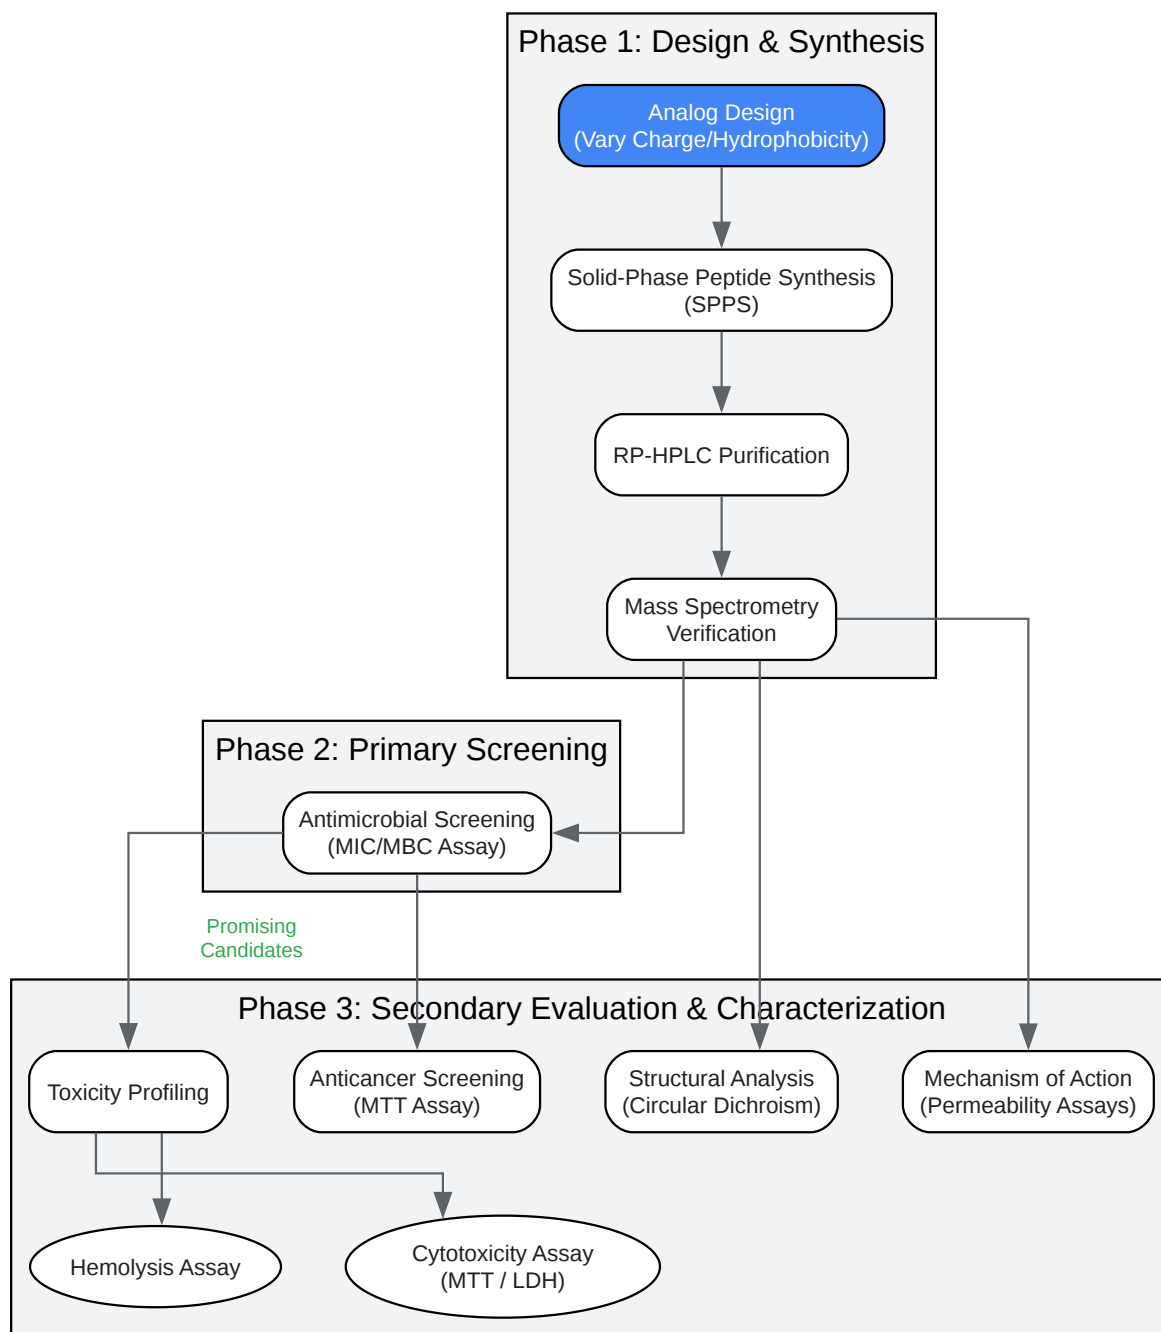 Phase 1: Design & Synthesis
Analog Design
(Vary Charge/Hydrophobicity)
Solid-Phase Peptide Synthesis
(SPPS)
RP-HPLC Purification
Mass Spectrometry
Verification
Phase 2: Primary Screening
Antimicrobial Screening
(MIC/MBC Assay)
Promising
Candidates
Phase 3: Secondary Evaluation & Characterization
Toxicity Profiling
Anticancer Screening
(MTT Assay)
Structural Analysis
(Circular Dichroism)
Mechanism of Action
(Permeability Assays)
Hemolysis Assay
Cytotoxicity Assay
(MTT / LDH)